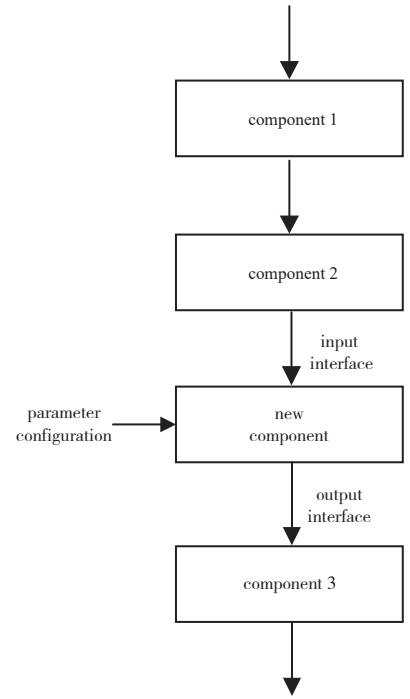 component 1
component 2
input
interface
parameter
configuration
new
component
output
interface
component 3